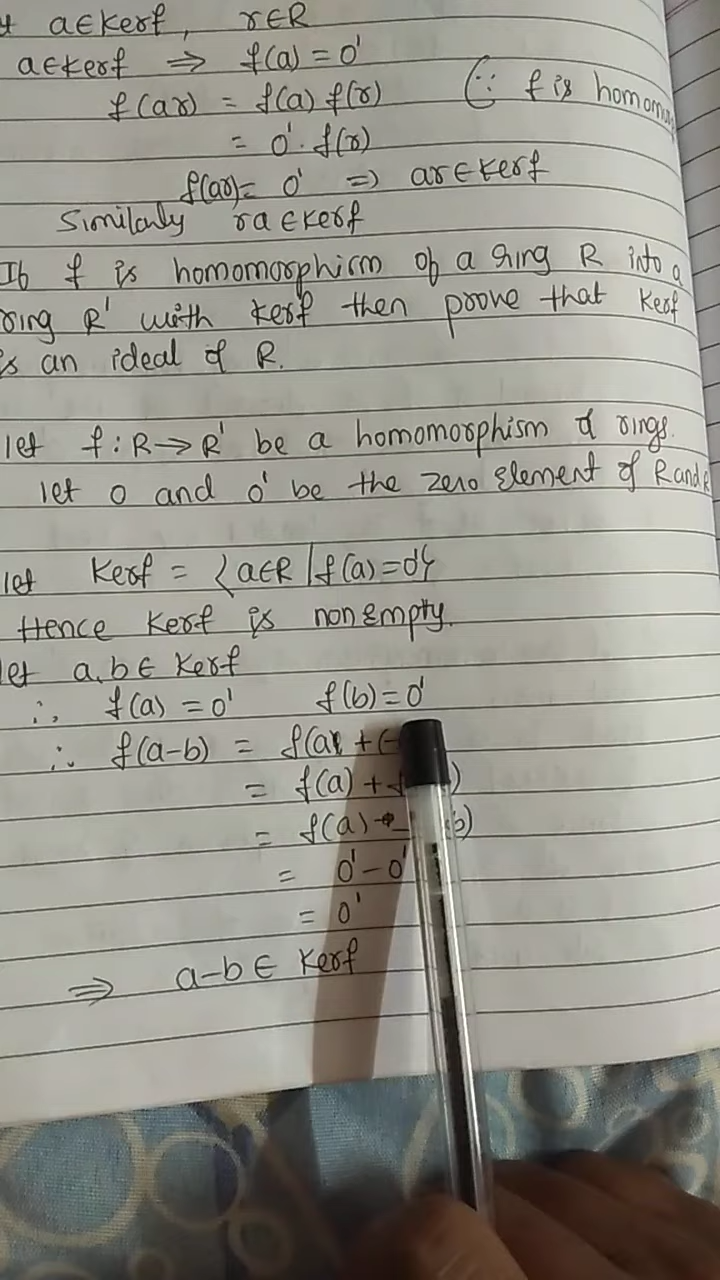 a∈kerf, r∈R
a∈kerf ⇒ f(a) = 0'
f(ar) = f(a) f(r) (∵ f is homomo
= 0'. f(r)
f(ar)= 0' => ar∈kerf
Similarly ra∈kerf
If f is homomorphism of a ring R into a
ring R' with kerf then prove that kerf
is an ideal of R.
let f : R→R' be a homomorphism of rings.
let 0 and 0' be the zero element of R and R
let Kerf = {a∈R | f(a)=0'}
Hence Kerf is nonempty.
let a,b ∈ Kerf
∴ f(a) = 0' f(b)=0'
∴ f(a-b) = f(a +(-
= f(a)+f )
= f(a) - b)
= 0'-0'
= 0'
⇒ a-b ∈ Kerf